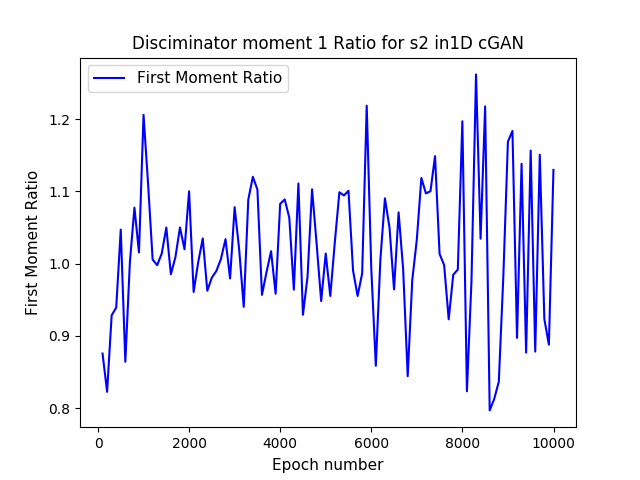 Disciminator moment 1 Ratio for s2 in1D cGAN
First Moment Ratio
First Moment Ratio
1.2
1.1
1.0
0.9
0.8
0 2000 4000 6000 8000 10000
Epoch number